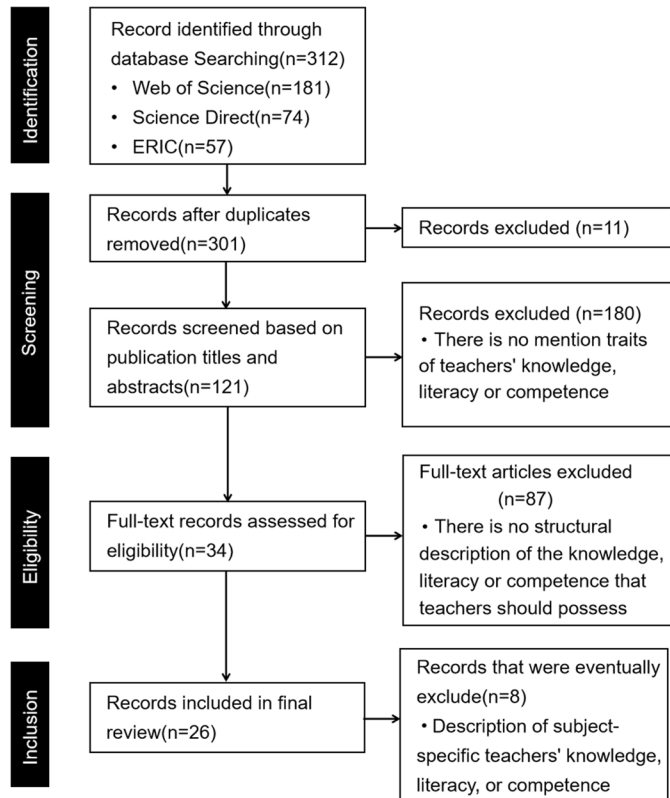 Identification
Record identified through
database Searching(n=312)
• Web of Science(n=181)
• Science Direct(n=74)
• ERIC(n=57)
Screening
Records after duplicates
removed(n=301)
Records excluded (n=11)
Records screened based on
publication titles and
abstracts(n=121)
Records excluded (n=180)
• There is no mention traits
of teachers' knowledge,
literacy or competence
Eligibility
Full-text records assessed for
eligibility(n=34)
Full-text articles excluded
(n=87)
• There is no structural
description of the knowledge,
literacy or competence that
teachers should possess
Inclusion
Records included in final
review(n=26)
Records that were eventually
exclude(n=8)
• Description of subject-
specific teachers' knowledge,
literacy, or competence